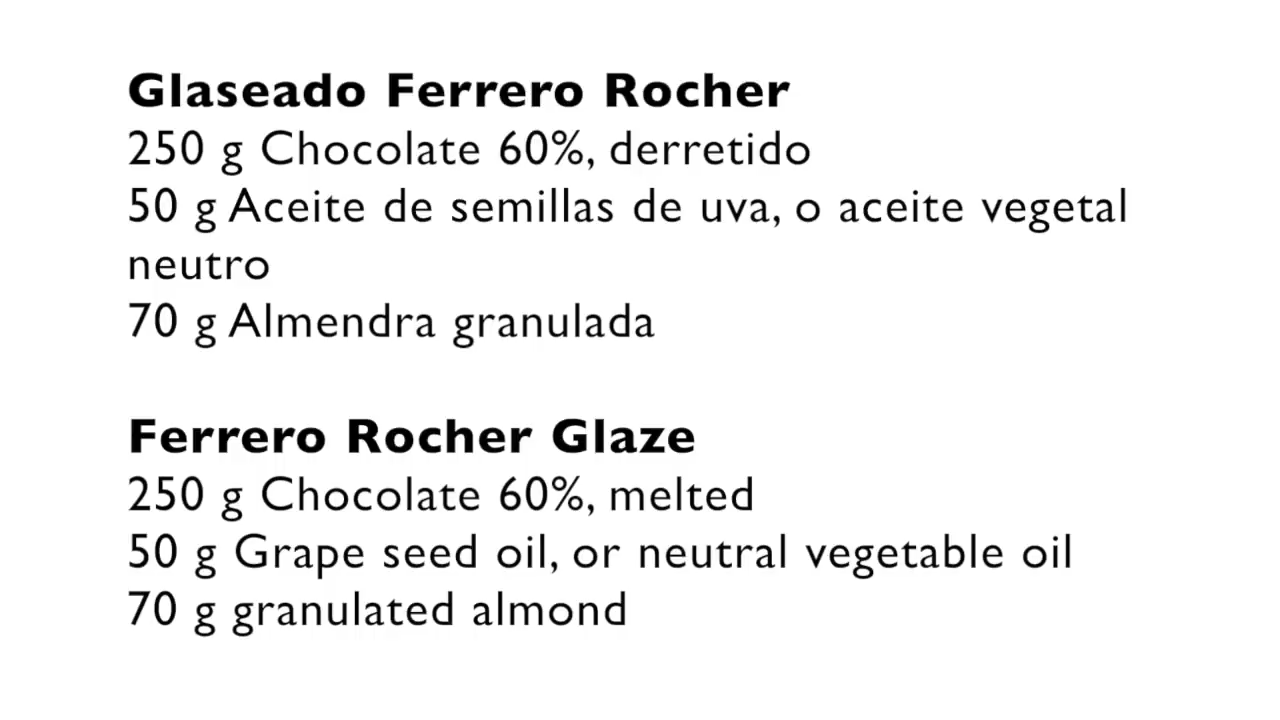 Glaseado Ferrero Rocher
250 g Chocolate 60%, derretido
50 g Aceite de semillas de uva, o aceite vegetal
neutro
70 g Almendra granulada
Ferrero Rocher Glaze
250 g Chocolate 60%, melted
50 g Grape seed oil, or neutral vegetable oil
70 g granulated almond